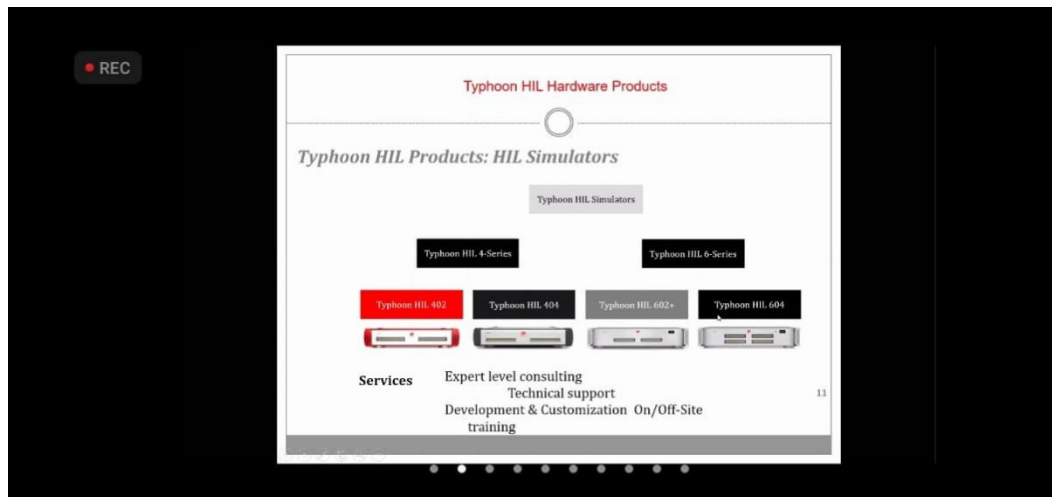 REC
Typhoon HIL Hardware Products
Typhoon HIL Products: HIL Simulators
Typhoon HIL Simulators
Typhoon HIL 4-Series
Typhoon HIL 6-Series
Typhoon HIL 402
Typhoon HIL 404
Typhoon HIL 602+
Typhoon HIL 604
Services
Expert level consulting
Technical support
Development & Customization On/Off-Site
training
11